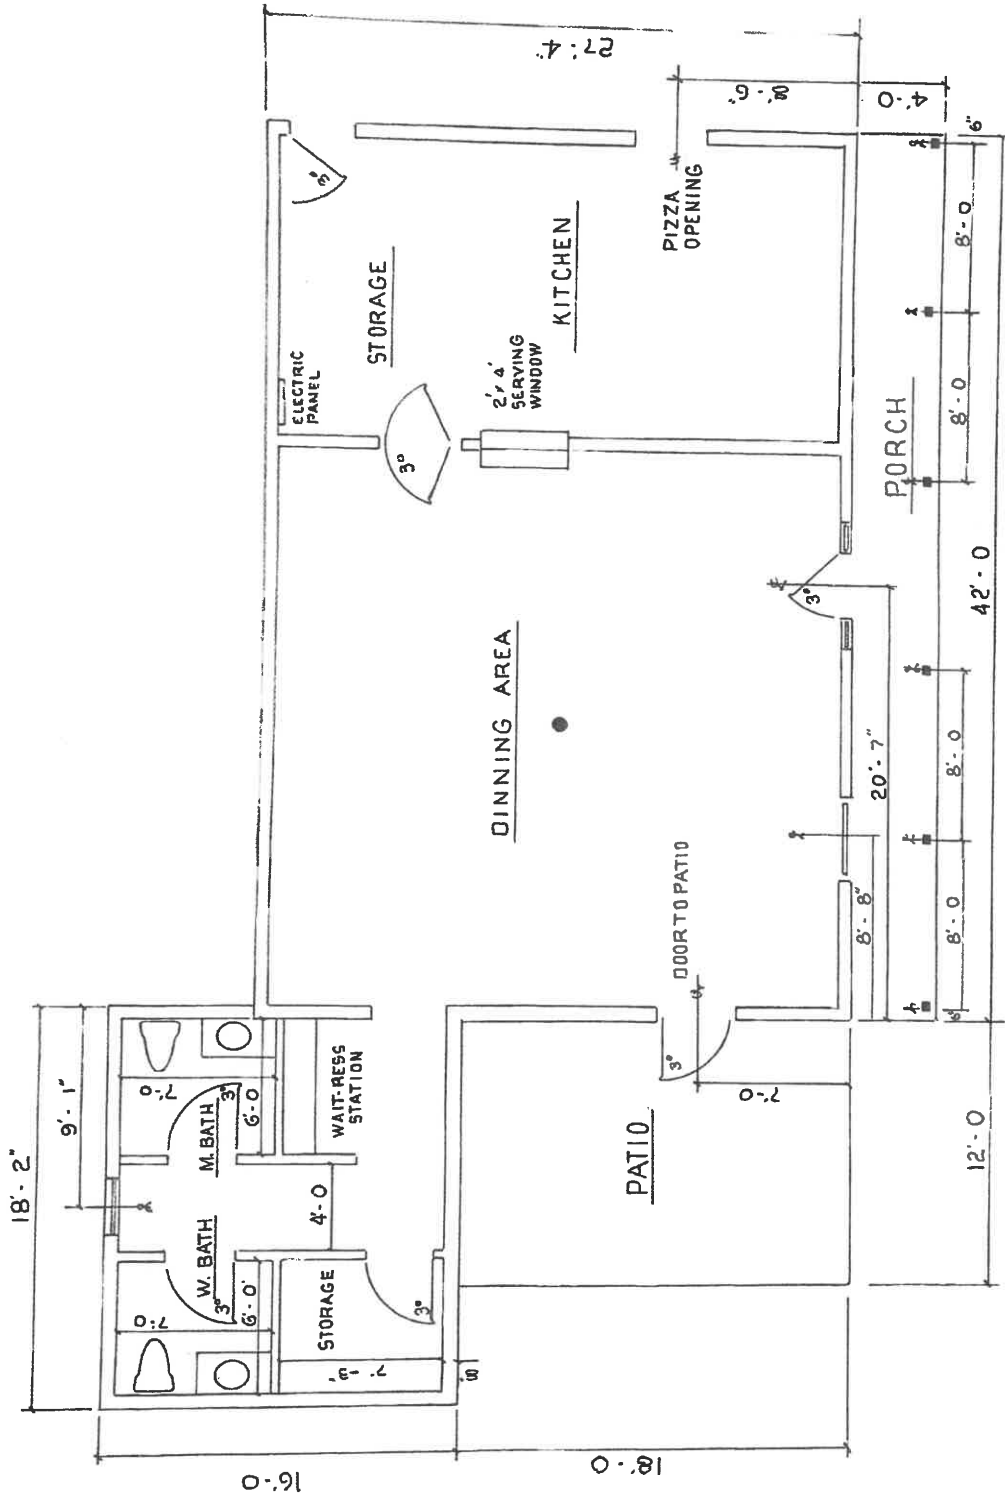 18'-2"
9'-1"
16'-0
18'-0
W. BATH
M. BATH
7'-0
7'-0
3°
3°
6'-0'
6'-0
4'-0
STORAGE
3°
7'-3"
8"
WAIT-RESS
STATION
PATIO
3°
7'-0
12'-0
DOOR TO PATIO
DINNING AREA
ELECTRIC
PANEL
3°
STORAGE
3°
2' x 4'
SERVING
WINDOW
KITCHEN
PIZZA
OPENING
27'-4"
8'-6"
4'-0
6"
3°
PORCH
8'-8"
20'-7"
6"
8'-0
8'-0
8'-0
8'-0
42'-0